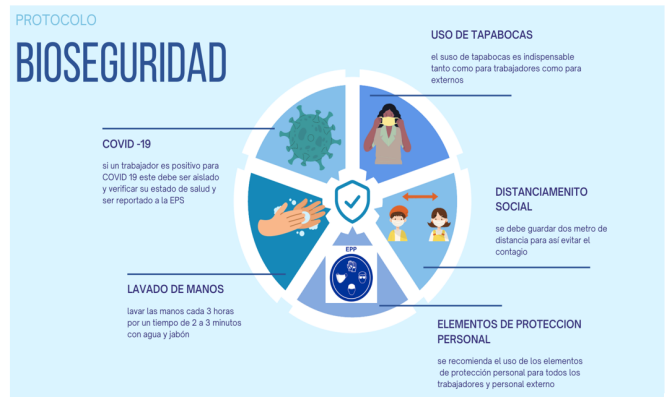 PROTOCOLO
BIOSEGURIDAD
USO DE TAPABOCAS
el suso de tapabocas es indispensable
tanto como para trabajadores como para
externos
COVID -19
si un trabajador es positivo para
COVID 19 este debe ser aislado
y verificar su estado de salud y
ser reportado a la EPS
DISTANCIAMENITO
SOCIAL
se debe guardar dos metro de
distancia para así evitar el
contagio
EPP
LAVADO DE MANOS
lavar las manos cada 3 horas
por un tiempo de 2 a 3 minutos
con agua y jabón
ELEMENTOS DE PROTECCION
PERSONAL
se recomienda el uso de los elementos
de protección personal para todos los
trabajadores y personal externo